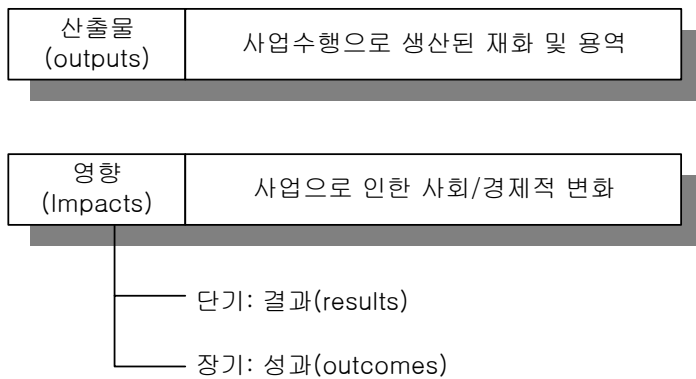 산출물
(outputs)
사업수행으로 생산된 재화 및 용역
영향
(Impacts)
사업으로 인한 사회/경제적 변화
단기: 결과(results)
장기: 성과(outcomes)